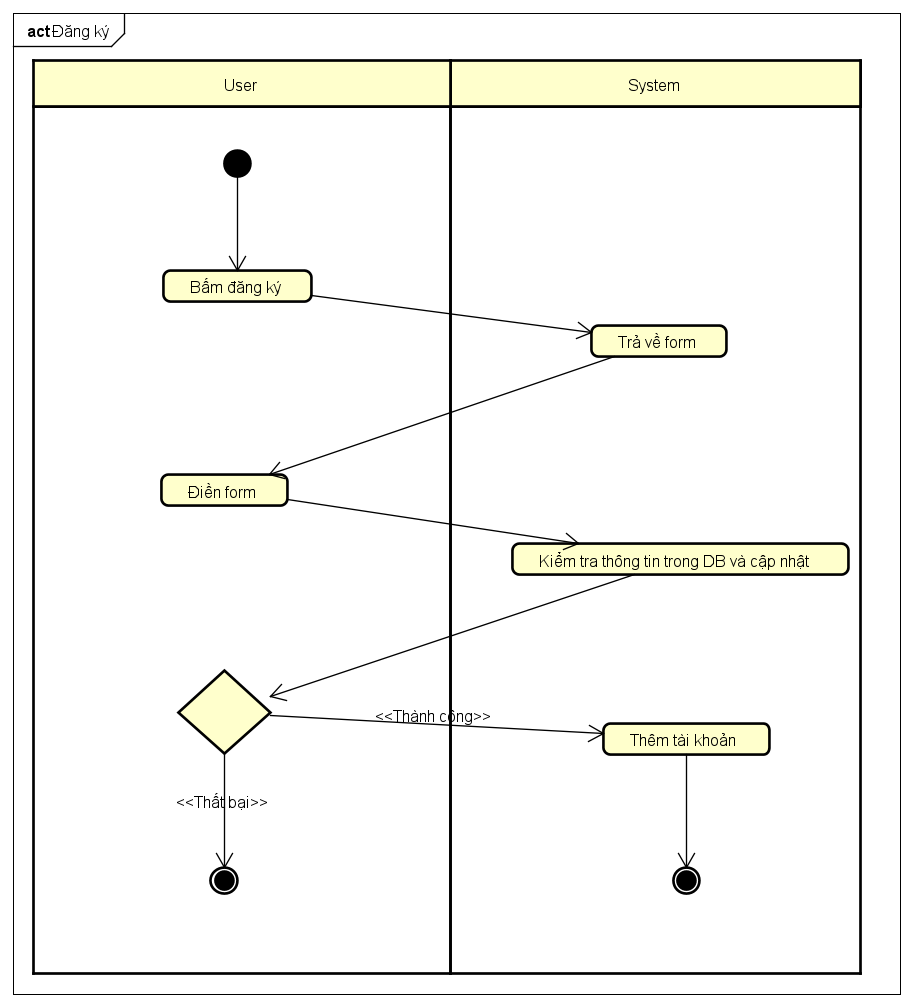 act Đăng ký
User
System
Bấm đăng ký
Trả về form
Điền form
Kiểm tra thông tin trong DB và cập nhật
<<Thành công>>
Thêm tài khoản
<<Thất bại>>